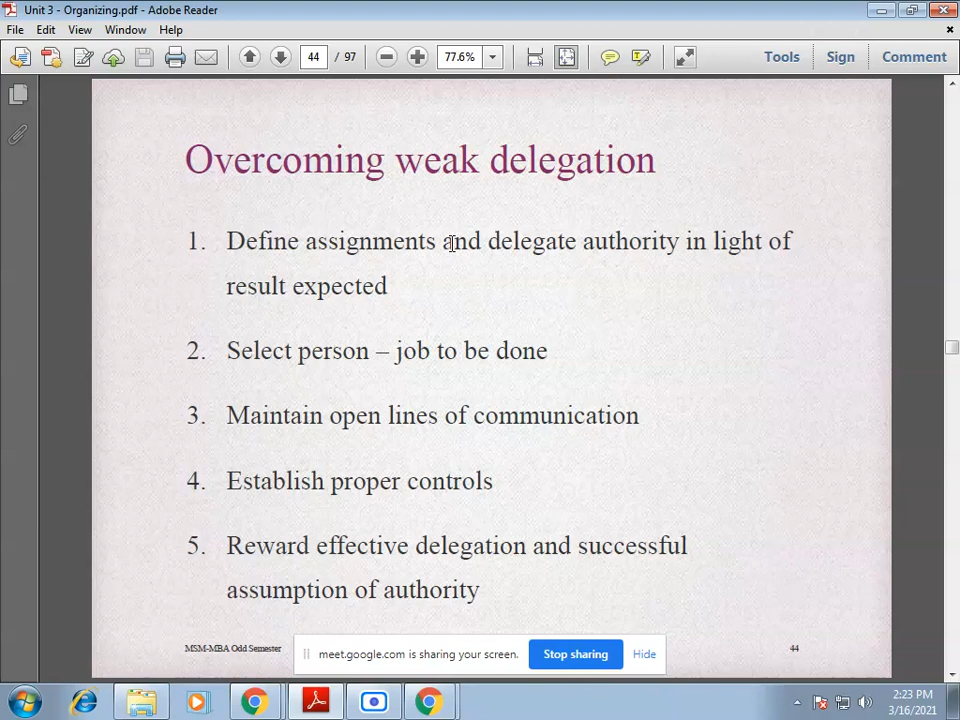 Unit 3 - Organizing.pdf - Adobe Reader
File Edit View Window Help
44 / 97 77.6% Tools Sign Comment
Overcoming weak delegation
1. Define assignments and delegate authority in light of
result expected
2. Select person – job to be done
3. Maintain open lines of communication
4. Establish proper controls
5. Reward effective delegation and successful
assumption of authority
MSM-MBA Odd Semester 44
meet.google.com is sharing your screen. Stop sharing Hide
2:23 PM
3/16/2021